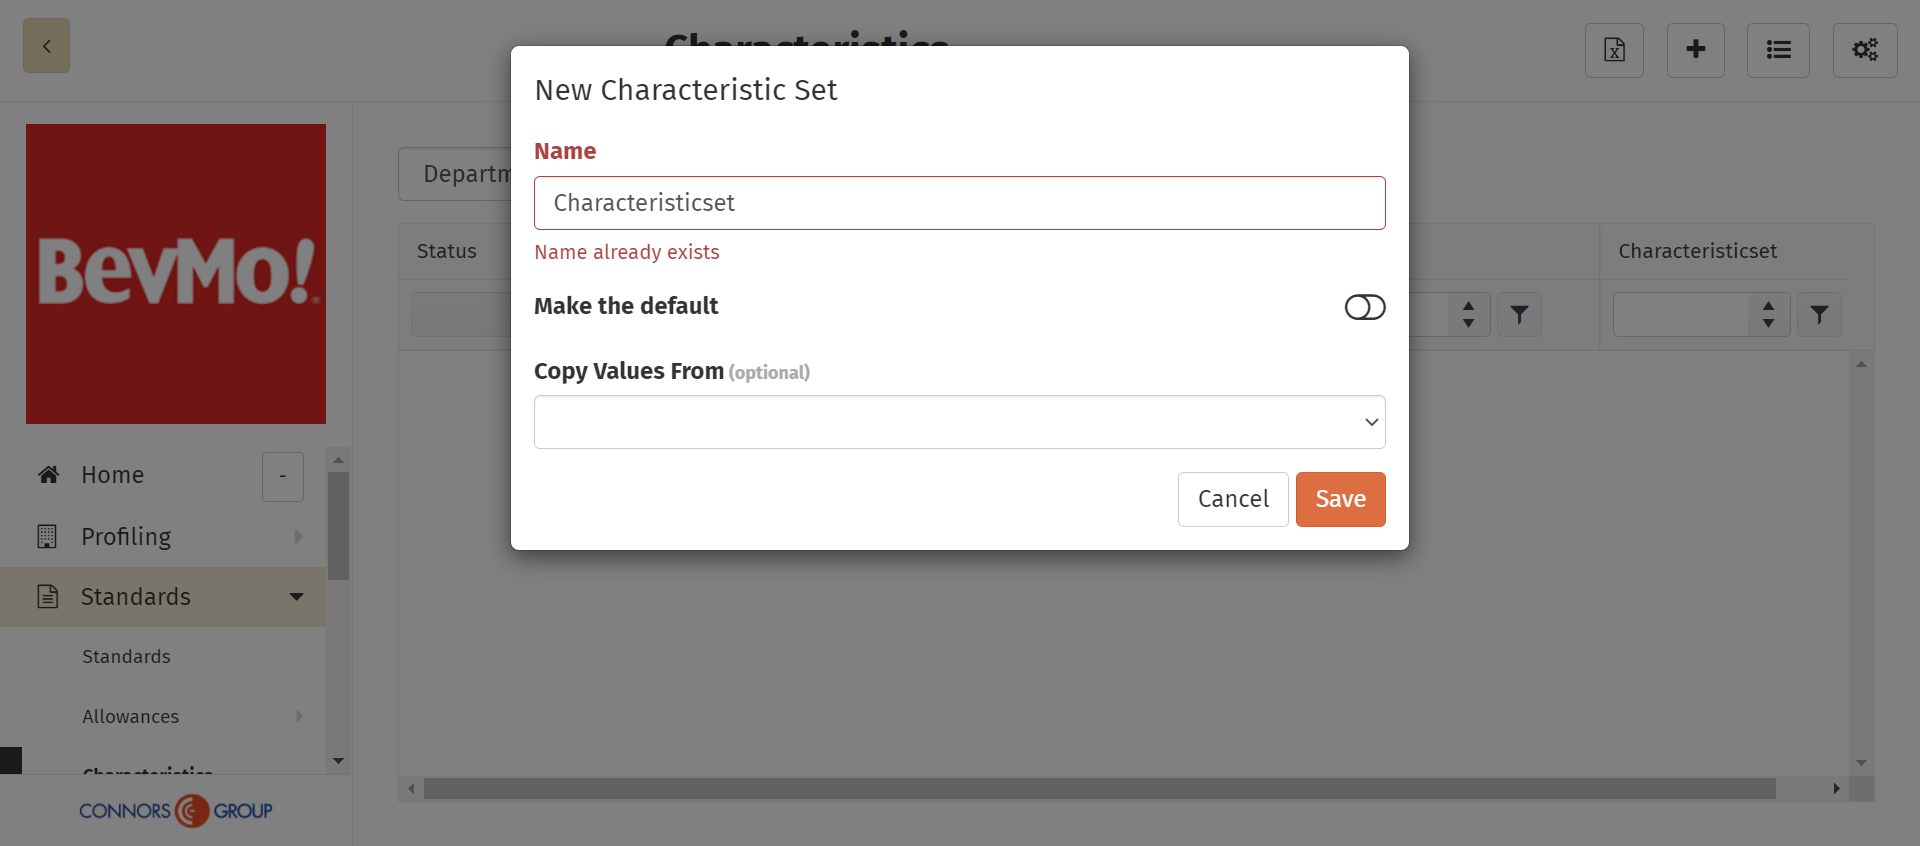 Characteristics
New Characteristic Set
Name
Characteristicset
Name already exists
Make the default
Copy Values From (optional)
Cancel
Save
BevMo!
Home
-
Profiling
Standards
Standards
Allowances
Characteristics
CONNORS GROUP
Departm
Status
Characteristicset